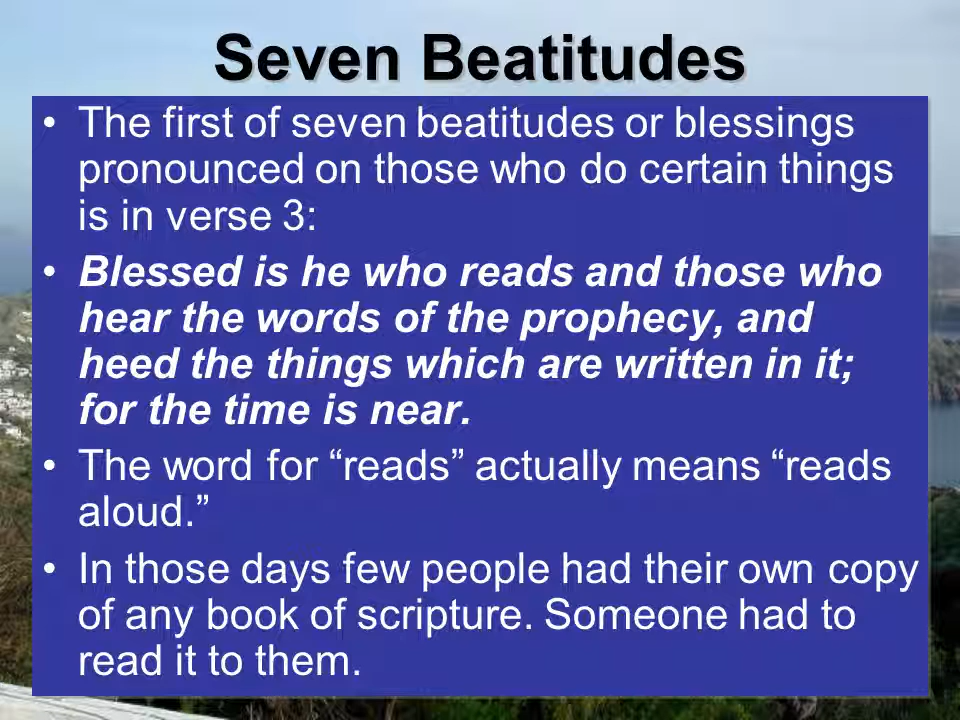 Seven Beatitudes
• The first of seven beatitudes or blessings
pronounced on those who do certain things
is in verse 3:
• Blessed is he who reads and those who
hear the words of the prophecy, and
heed the things which are written in it;
for the time is near.
• The word for “reads” actually means “reads
aloud.”
• In those days few people had their own copy
of any book of scripture. Someone had to
read it to them.